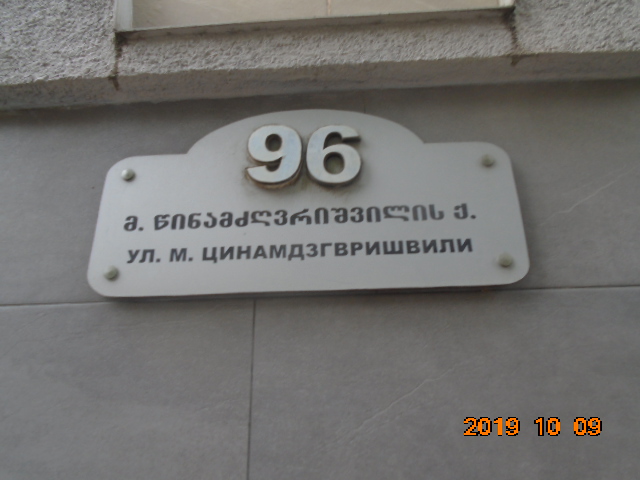 96
მ. წინამძღვრიშვილის ქ.
УЛ. М. ЦИНАМДЗГВРИШВИЛИ
2019 10 09